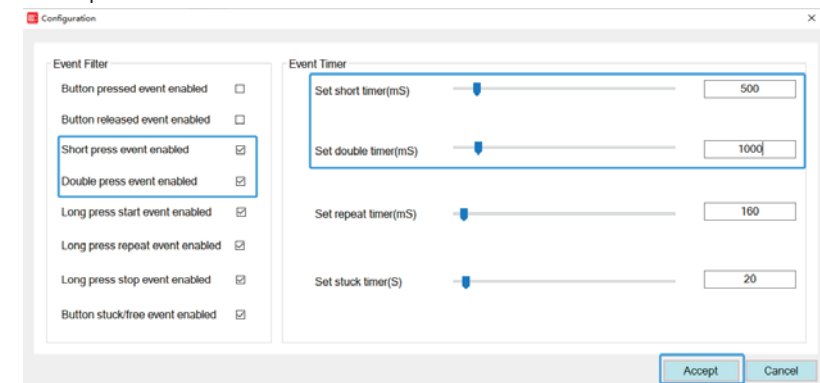 Configuration
Event Filter
Button pressed event enabled
Button released event enabled
Short press event enabled
Double press event enabled
Long press start event enabled
Long press repeat event enabled
Long press stop event enabled
Button stuck/free event enabled
Event Timer
Set short timer(mS) 500
Set double timer(mS) 1000
Set repeat timer(mS) 160
Set stuck timer(S) 20
Accept Cancel